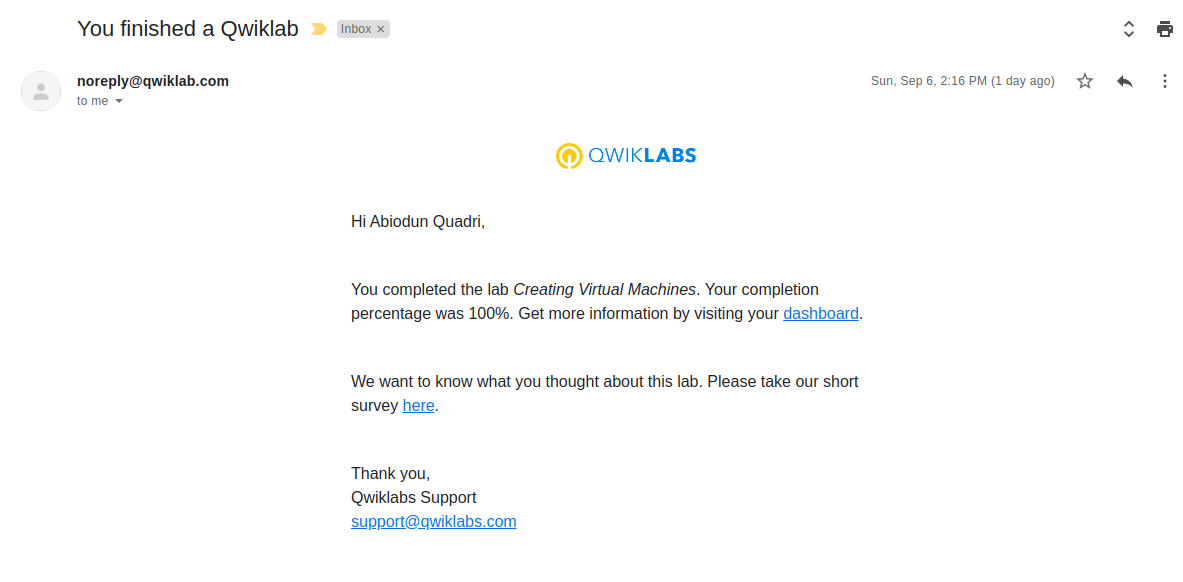 You finished a Qwiklab
Inbox ×
noreply@qwiklab.com
Sun, Sep 6, 2:16 PM (1 day ago)
to me
QWIKLABS
Hi Abiodun Quadri,
You completed the lab Creating Virtual Machines. Your completion
percentage was 100%. Get more information by visiting your dashboard.
We want to know what you thought about this lab. Please take our short
survey here.
Thank you,
Qwiklabs Support
support@qwiklabs.com